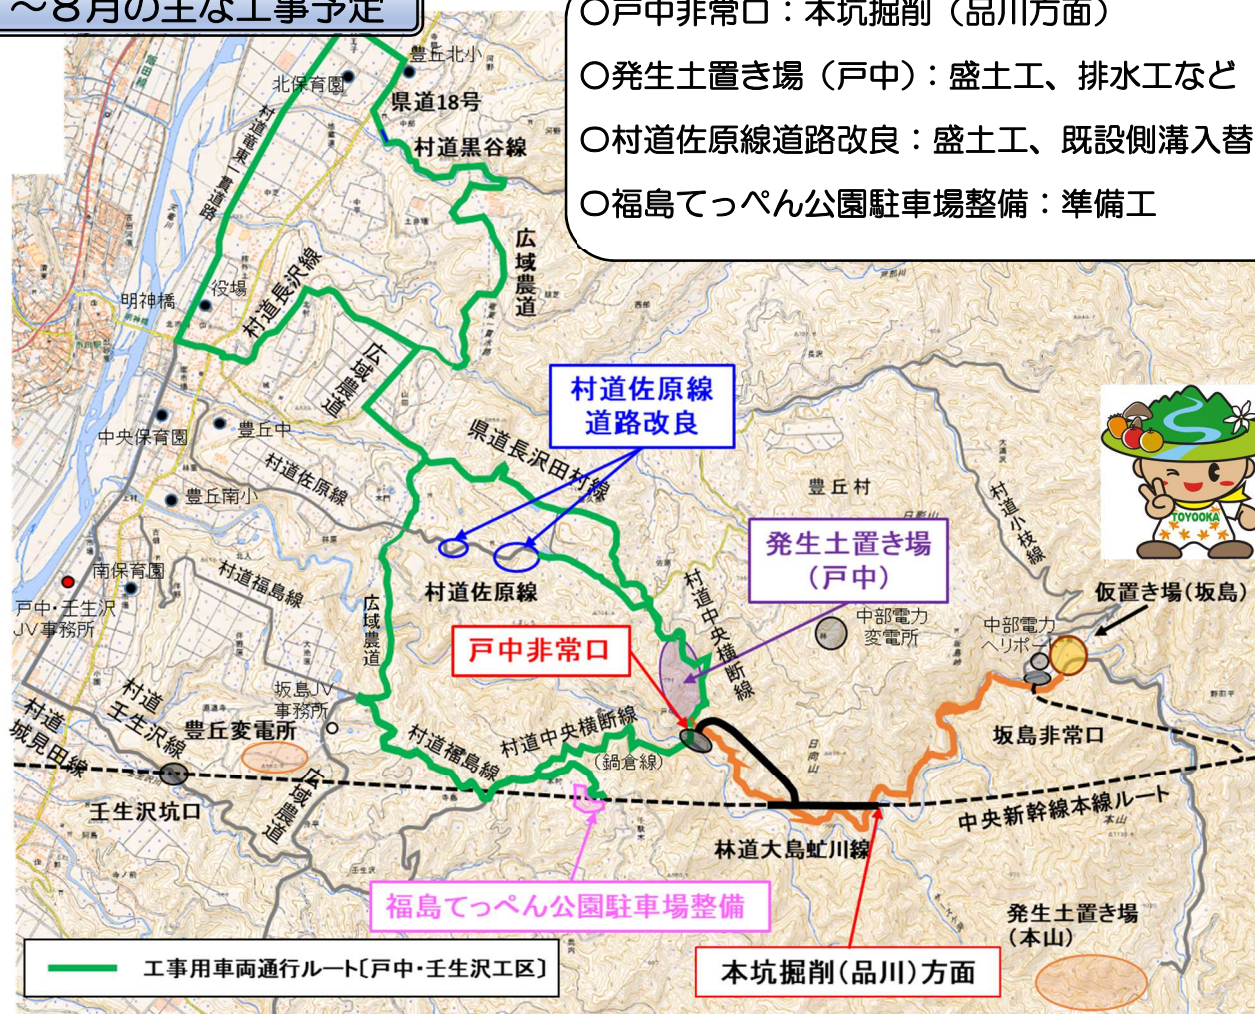 ～8月の主な工事予定
〇戸中非常口：本坑掘削（品川方面）
〇発生土置き場（戸中）：盛土工、排水工など
〇村道佐原線道路改良：盛土工、既設側溝入替
〇福島てっぺん公園駐車場整備：準備工
豊丘北小
北保育園
県道18号
村道黒谷線
村道竜東一貫道路
飯田線
天竜川
広域農道
明神橋
役場
村道長沢線
広域農道
村道佐原線
道路改良
中央保育園
豊丘中
県道長沢田村線
村道佐原線
豊丘南小
豊丘村
村道小枝線
TOYOOKA
発生土置き場
（戸中）
南保育園
村道福島線
戸中・壬生沢
JV事務所
広域農道
村道佐原線
村道中央横断線
中部電力
変電所
中部電力
ヘリポート
仮置き場(坂島)
戸中非常口
坂島JV
事務所
村道
壬生沢線
村道
城見田線
豊丘変電所
村道福島線
村道中央横断線
（鍋倉線）
日向山
坂島非常口
壬生沢坑口
広域農道
中央新幹線本線ルート
本山
林道大島虻川線
福島てっぺん公園駐車場整備
発生土置き場
（本山）
工事用車両通行ルート〔戸中・壬生沢工区〕
本坑掘削(品川)方面